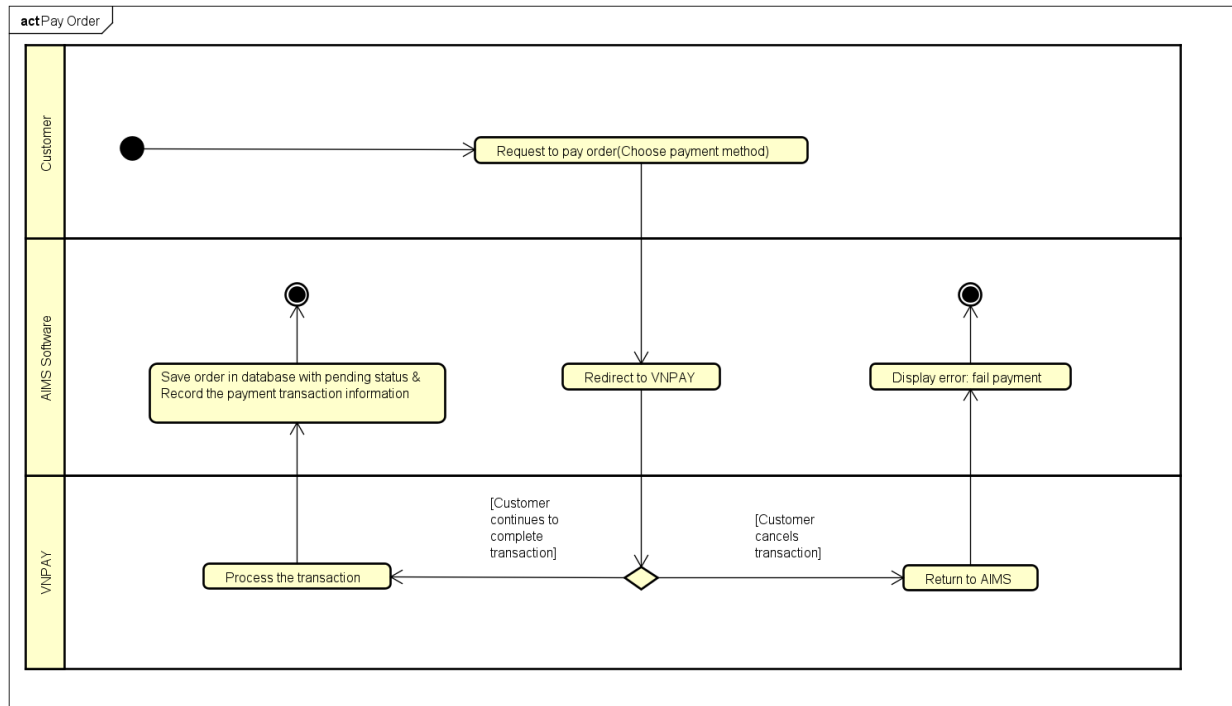 act Pay Order
Customer
Request to pay order(Choose payment method)
AIMS Software
Save order in database with pending status &
Record the payment transaction information
Redirect to VNPAY
Display error: fail payment
VNPAY
[Customer
continues to
complete
transaction]
[Customer
cancels
transaction]
Process the transaction
Return to AIMS